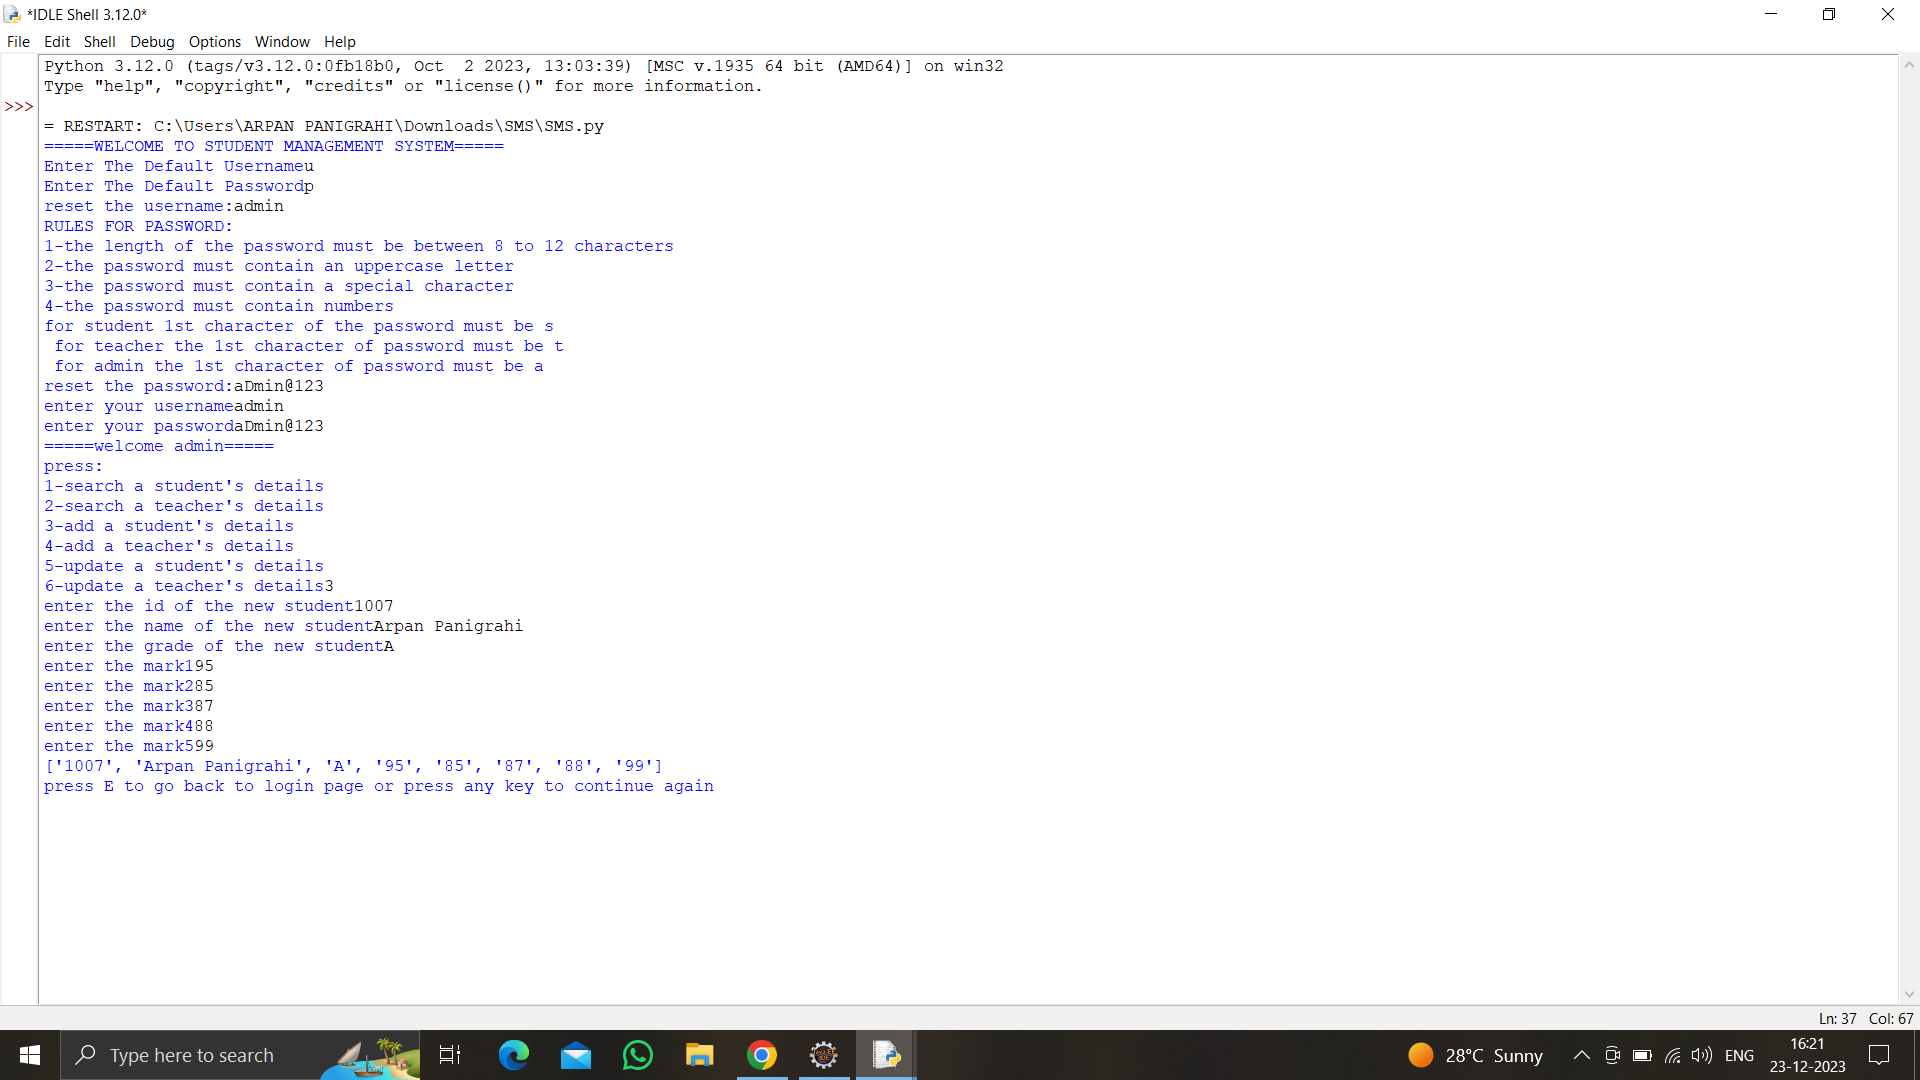 *IDLE Shell 3.12.0*
File Edit Shell Debug Options Window Help
Python 3.12.0 (tags/v3.12.0:0fb18b0, Oct  2 2023, 13:03:39) [MSC v.1935 64 bit (AMD64)] on win32
Type "help", "copyright", "credits" or "license()" for more information.
>>>
= RESTART: C:\Users\ARPAN PANIGRAHI\Downloads\SMS\SMS.py
=====WELCOME TO STUDENT MANAGEMENT SYSTEM=====
Enter The Default Usernameu
Enter The Default Passwordp
reset the username:admin
RULES FOR PASSWORD:
1-the length of the password must be between 8 to 12 characters
2-the password must contain an uppercase letter
3-the password must contain a special character
4-the password must contain numbers
for student 1st character of the password must be s
 for teacher the 1st character of password must be t
 for admin the 1st character of password must be a
reset the password:aDmin@123
enter your usernameadmin
enter your passwordaDmin@123
=====welcome admin=====
press:
1-search a student's details
2-search a teacher's details
3-add a student's details
4-add a teacher's details
5-update a student's details
6-update a teacher's details3
enter the id of the new student1007
enter the name of the new studentArpan Panigrahi
enter the grade of the new studentA
enter the mark195
enter the mark285
enter the mark387
enter the mark488
enter the mark599
['1007', 'Arpan Panigrahi', 'A', '95', '85', '87', '88', '99']
press E to go back to login page or press any key to continue again
Ln: 37 Col: 67
Type here to search
28°C Sunny
ENG
16:21
23-12-2023